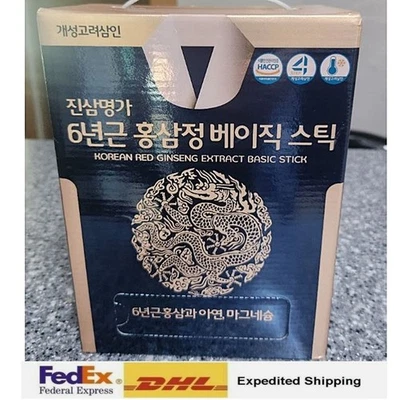 개성고려삼인
HACCP
진삼명가
6년근 홍삼정 베이직 스틱
KOREAN RED GINSENG EXTRACT BASIC STICK
6년근홍삼과 아연, 마그네슘
FedEx
Federal Express
DHL
Expedited Shipping